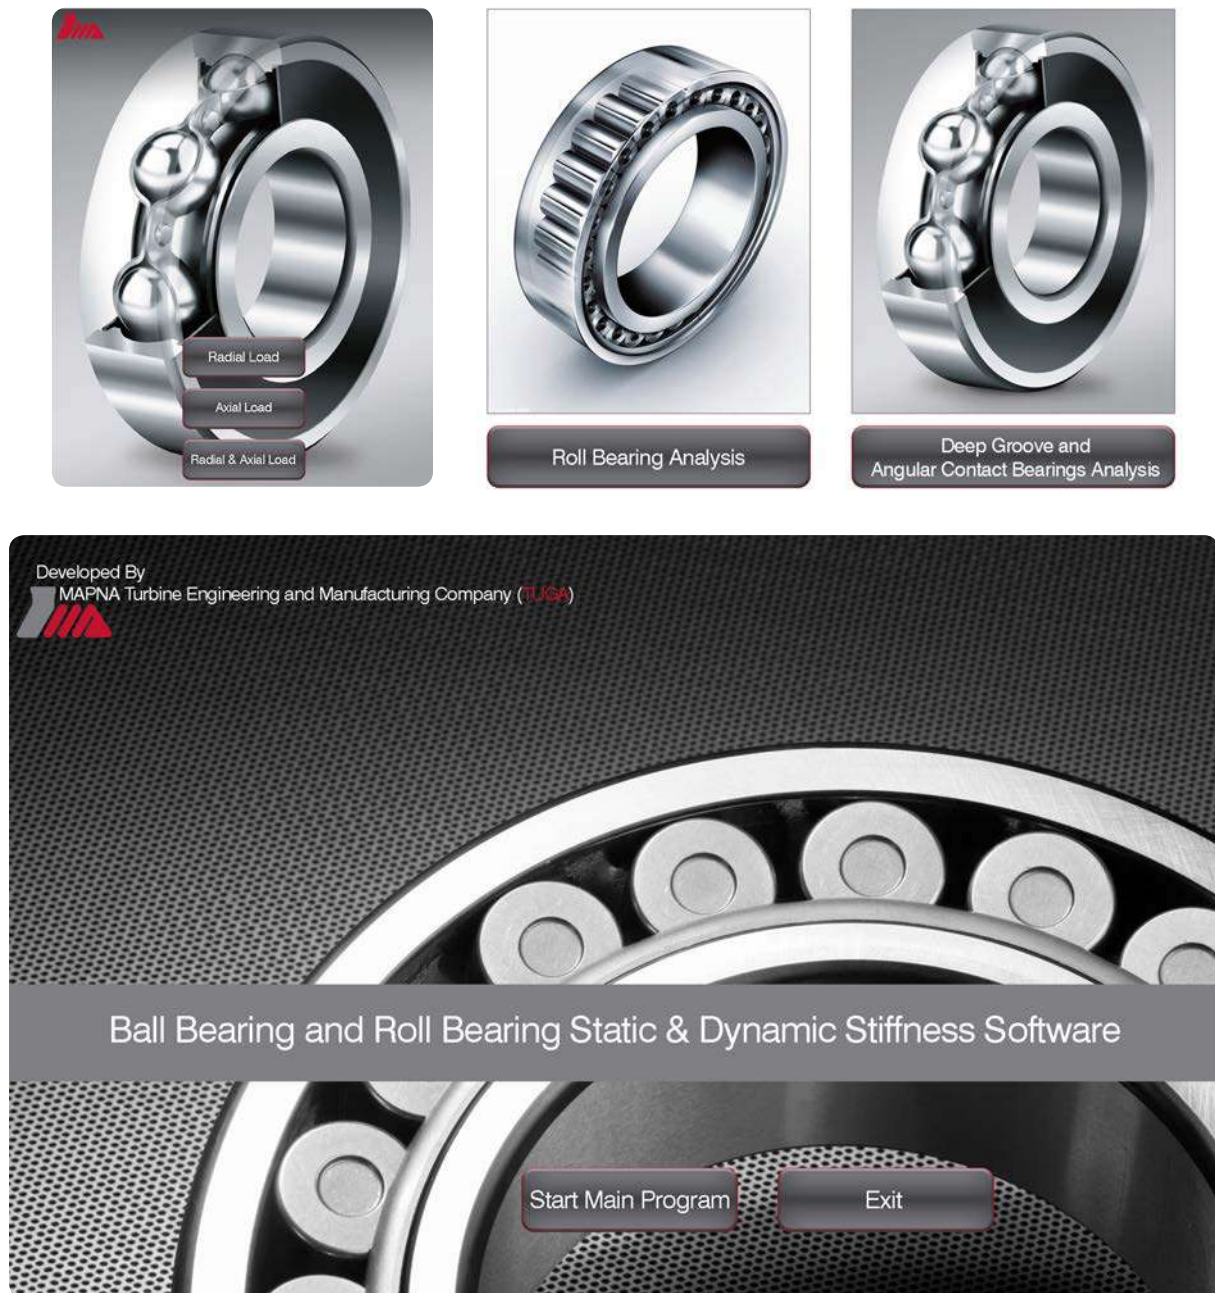 Radial Load
Axial Load
Radial & Axial Load
Roll Bearing Analysis
Deep Groove and
Angular Contact Bearings Analysis
Developed By
MAPNA Turbine Engineering and Manufacturing Company (TUGA)
Ball Bearing and Roll Bearing Static & Dynamic Stiffness Software
Start Main Program
Exit